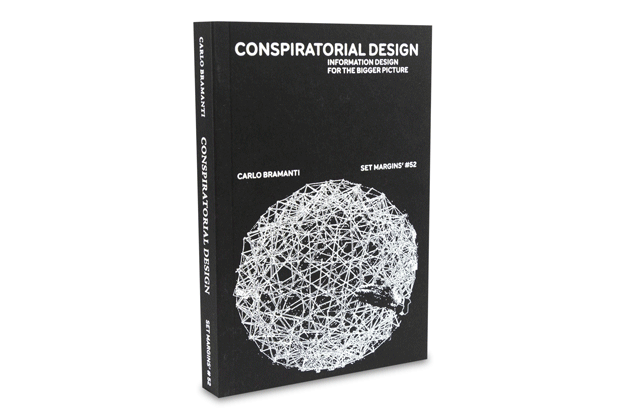 CONSPIRATORIAL DESIGN
INFORMATION DESIGN
FOR THE BIGGER PICTURE
CARLO BRAMANTI
SET MARGINS' #52
CARLO BRAMANTI
CONSPIRATORIAL DESIGN
SET MARGINS' # 52